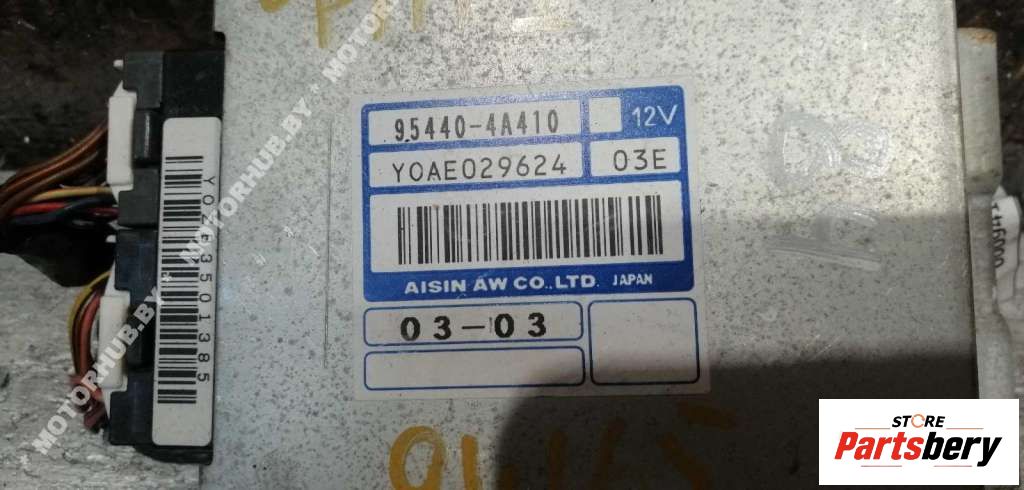 95440-4A410 12V
Y0AE029624 03E
AISIN AW CO.,LTD. JAPAN
03-03
MOTORHUB.BY • MOTORHUB.BY • MOTORHUB.BY
STORE
Partsbery